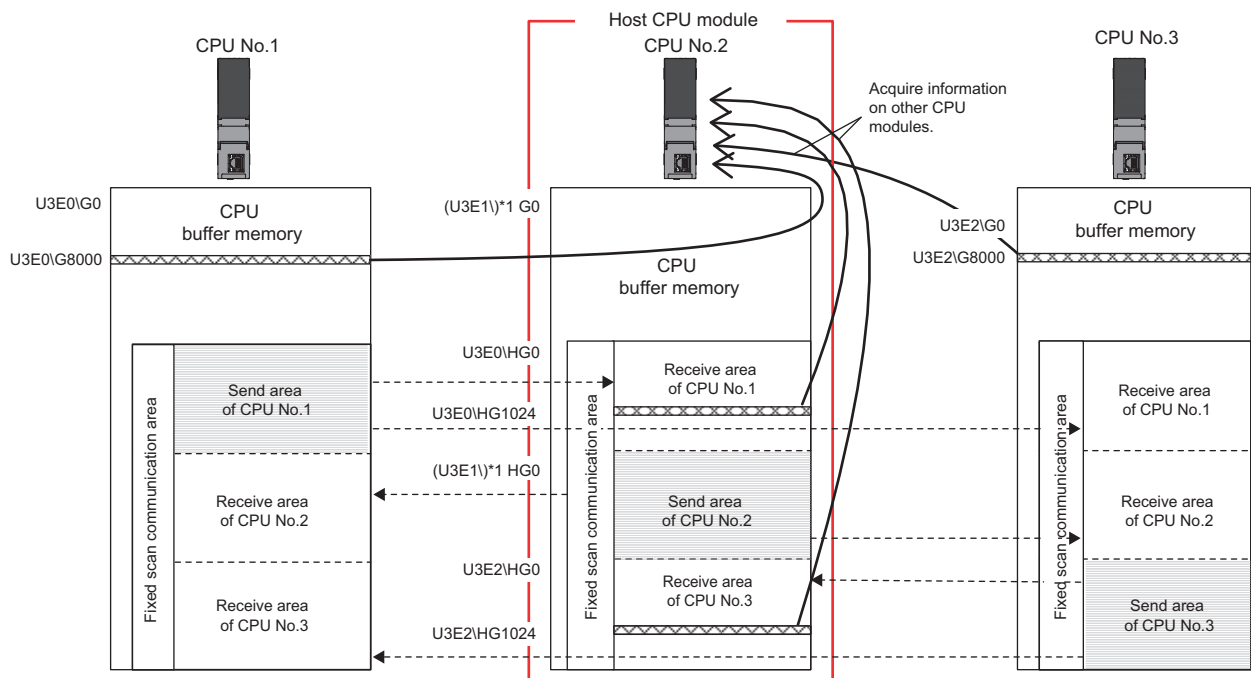 Host CPU module
CPU No.1
CPU No.2
CPU No.3
Acquire information
on other CPU
modules.
U3E0\G0
CPU
buffer memory
U3E0\G8000
(U3E1\)*1 G0
CPU
buffer memory
U3E2\G0
U3E2\G8000
CPU
buffer memory
Fixed scan communication area
Send area
of CPU No.1
Receive area
of CPU No.2
Receive area
of CPU No.3
U3E0\HG0
U3E0\HG1024
(U3E1\)*1 HG0
U3E2\HG0
U3E2\HG1024
Fixed scan communication area
Receive area
of CPU No.1
Send area
of CPU No.2
Receive area
of CPU No.3
Fixed scan communication area
Receive area
of CPU No.1
Receive area
of CPU No.2
Send area
of CPU No.3